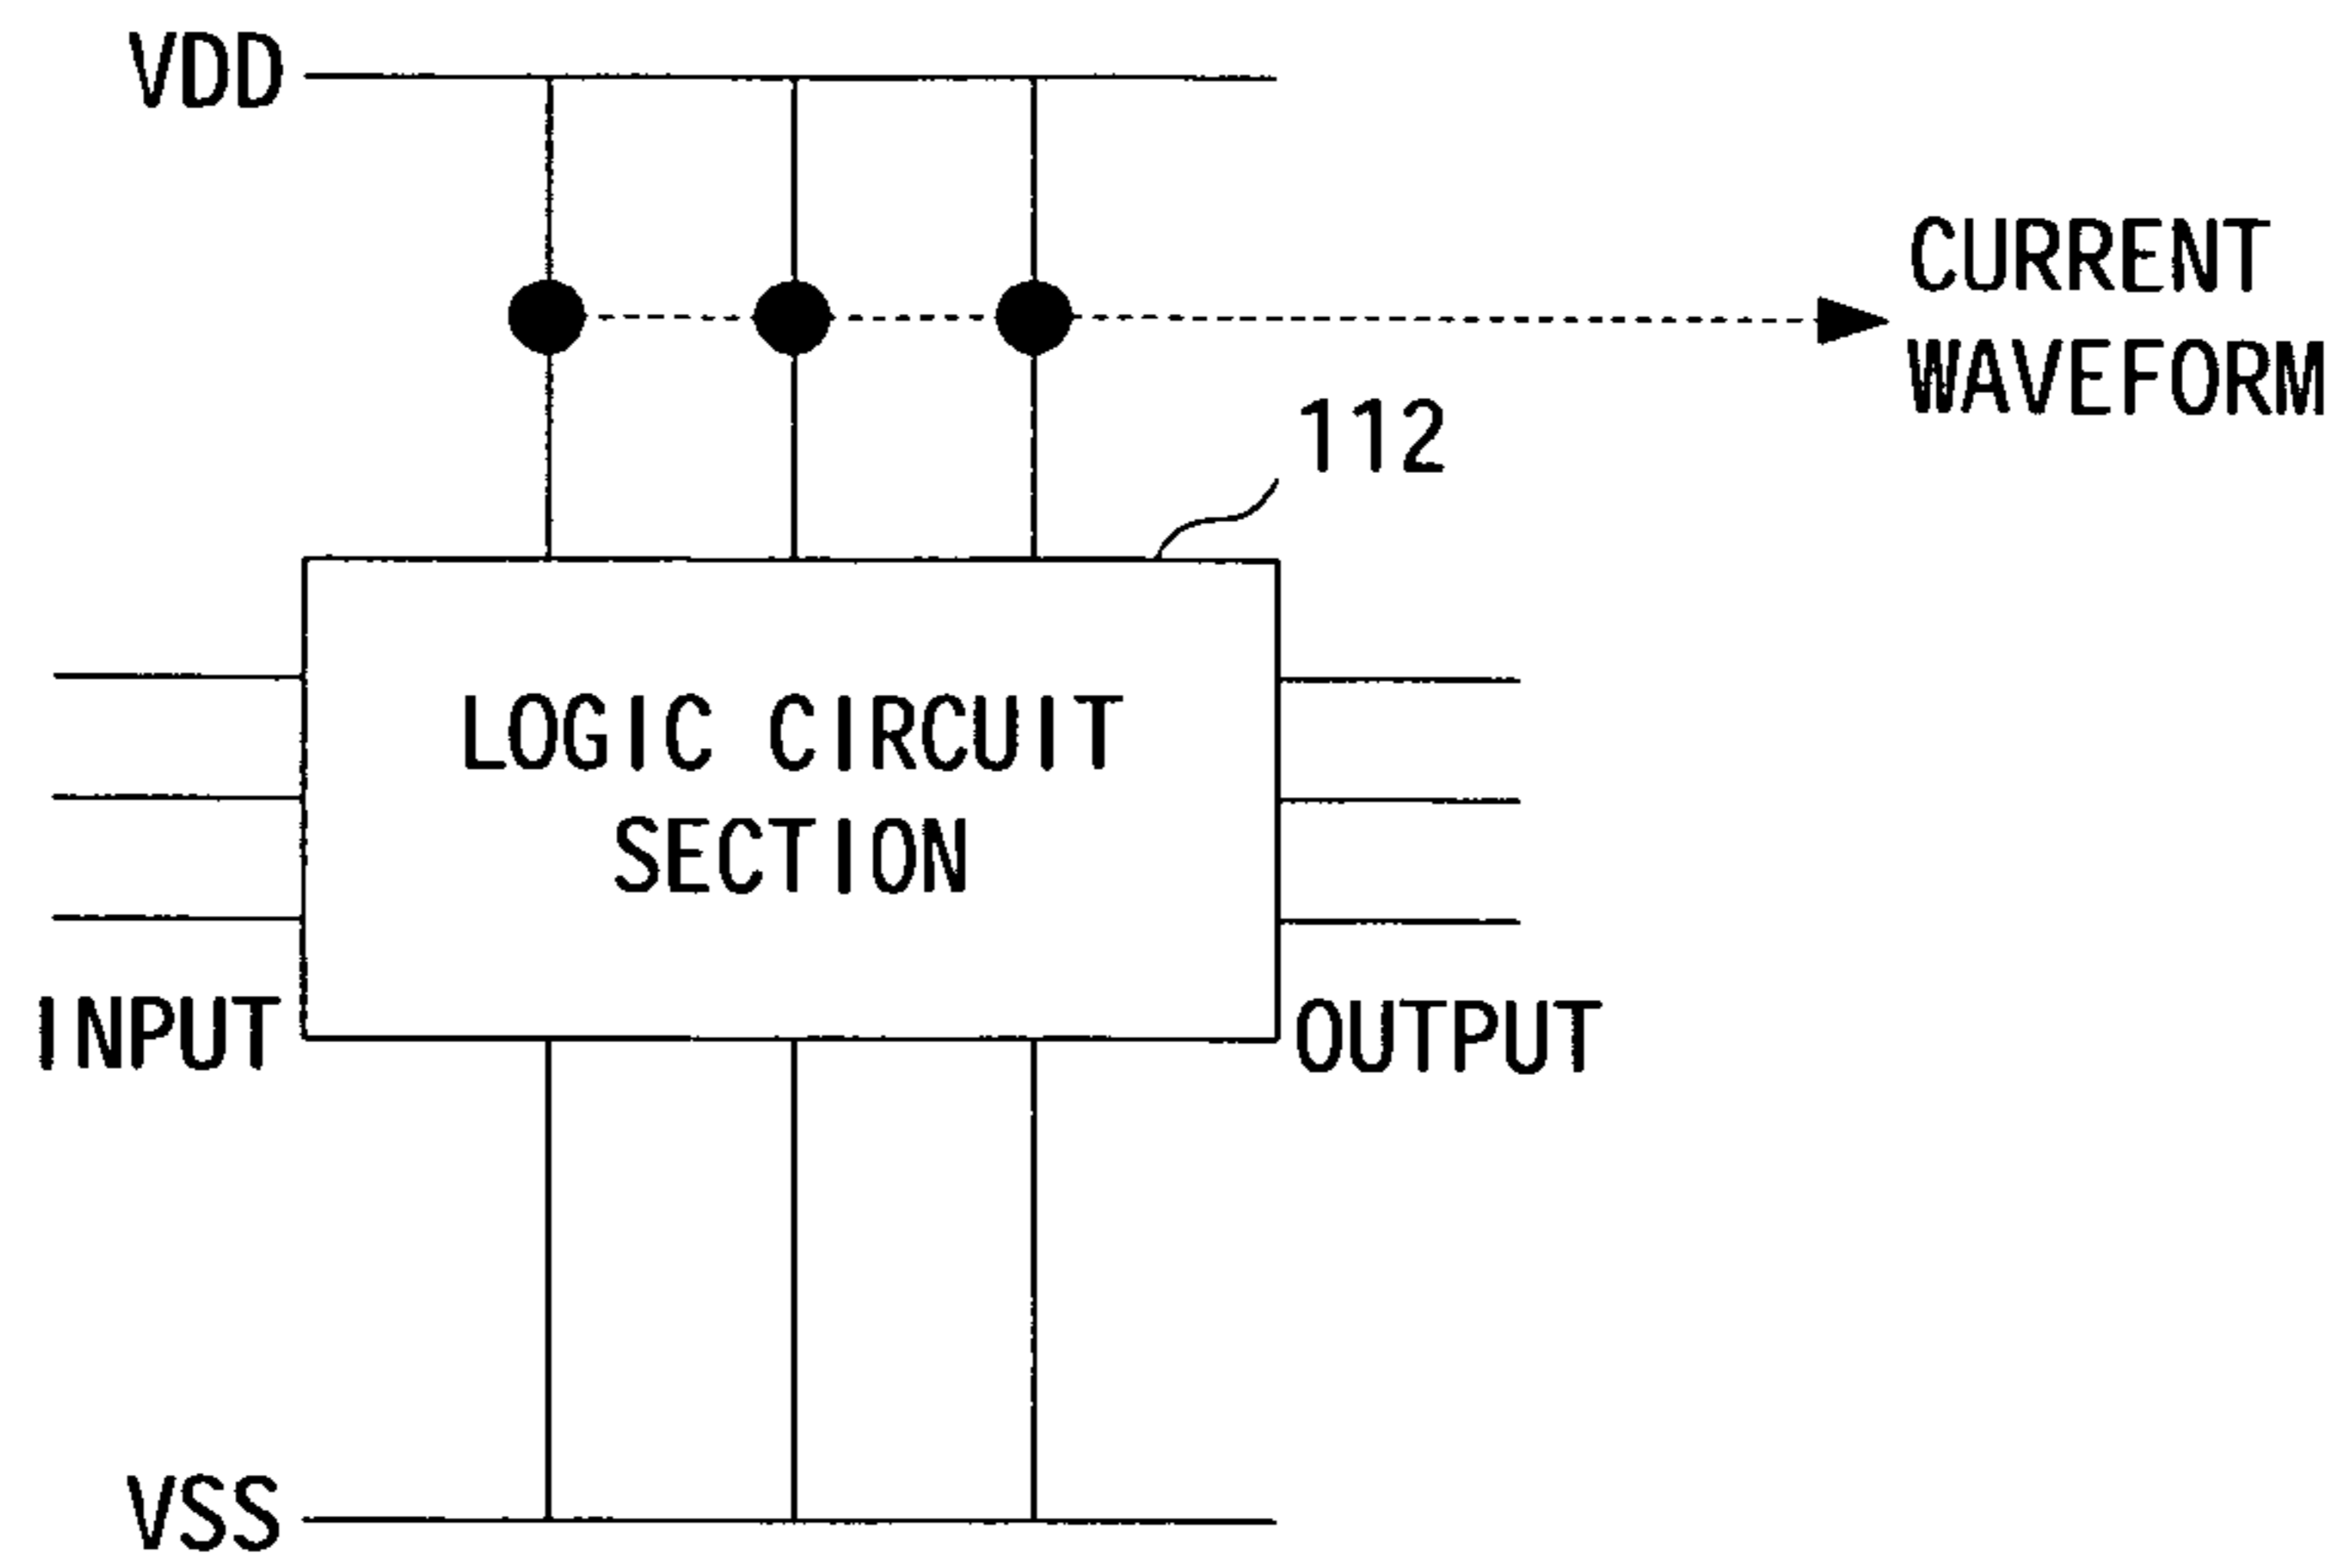 VDD
CURRENT
WAVEFORM
112
LOGIC CIRCUIT
SECTION
INPUT
OUTPUT
VSS